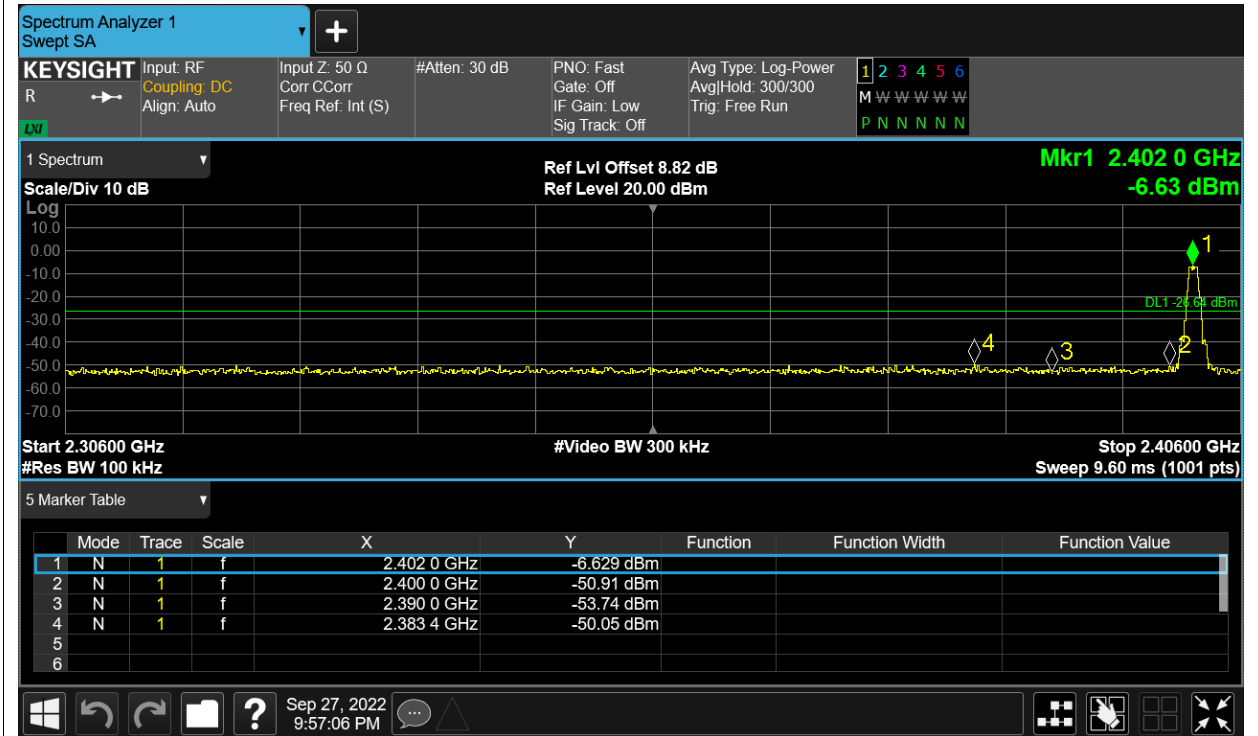 Spectrum Analyzer 1
Swept SA
KEYSIGHT
R
LXI
Input: RF
Coupling: DC
Align: Auto
Input Z: 50 Ω
Corr CCorr
Freq Ref: Int (S)
#Atten: 30 dB
PNO: Fast
Gate: Off
IF Gain: Low
Sig Track: Off
Avg Type: Log-Power
Avg|Hold: 300/300
Trig: Free Run
1 2 3 4 5 6
M W W W W W
P N N N N N
1 Spectrum
Scale/Div 10 dB
Ref Lvl Offset 8.82 dB
Ref Level 20.00 dBm
Mkr1 2.402 0 GHz
-6.63 dBm
Log
10.0
0.00
-10.0
-20.0
-30.0
-40.0
-50.0
-60.0
-70.0
1
DL1 -26.64 dBm
4
3
2
Start 2.30600 GHz
#Res BW 100 kHz
#Video BW 300 kHz
Stop 2.40600 GHz
Sweep 9.60 ms (1001 pts)
5 Marker Table
Mode Trace Scale X Y Function Function Width Function Value
1 N 1 f 2.402 0 GHz -6.629 dBm
2 N 1 f 2.400 0 GHz -50.91 dBm
3 N 1 f 2.390 0 GHz -53.74 dBm
4 N 1 f 2.383 4 GHz -50.05 dBm
5
6
?
Sep 27, 2022
9:57:06 PM